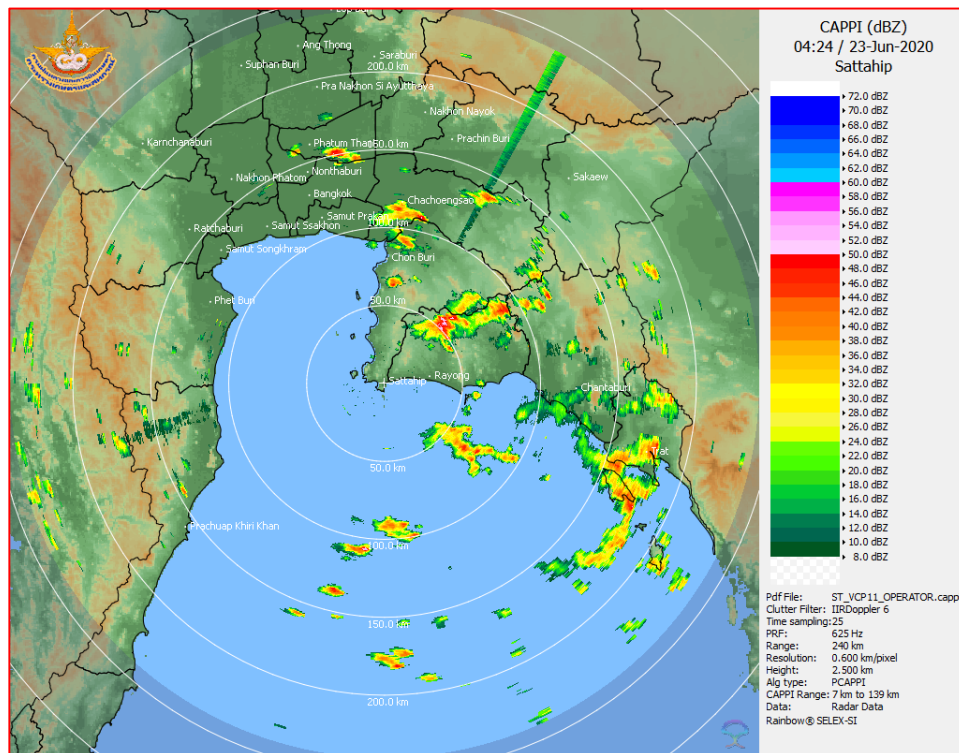 CAPPI (dBZ)
04:24 / 23-Jun-2020
Sattahip
72.0 dBZ
70.0 dBZ
68.0 dBZ
66.0 dBZ
64.0 dBZ
62.0 dBZ
60.0 dBZ
58.0 dBZ
56.0 dBZ
54.0 dBZ
52.0 dBZ
50.0 dBZ
48.0 dBZ
46.0 dBZ
44.0 dBZ
42.0 dBZ
40.0 dBZ
38.0 dBZ
36.0 dBZ
34.0 dBZ
32.0 dBZ
30.0 dBZ
28.0 dBZ
26.0 dBZ
24.0 dBZ
22.0 dBZ
20.0 dBZ
18.0 dBZ
16.0 dBZ
14.0 dBZ
12.0 dBZ
10.0 dBZ
8.0 dBZ
Pdf File: ST_VCP11_OPERATOR.capp
Clutter Filter: IIRDoppler 6
Time sampling:25
PRF: 625 Hz
Range: 240 km
Resolution: 0.600 km/pixel
Height: 2.500 km
Alg type: PCAPPI
CAPPI Range: 7 km to 139 km
Data: Radar Data
Rainbow® SELEX-SI
Ang Thong
Saraburi
Suphan Buri
200.0 km
Pra Nakhon Si Ayutthaya
Nakhon Nayok
Karnchanaburi
Phatum Thani
Prachin Buri
Nonthaburi
Nakhon Phatom
Sakaew
Bangkok
Chachoengsao
Samut Prakan
Ratchaburi
Samut Ssakhon
100.0 km
Samut Songkhram
Chon Buri
Phet Buri
50.0 km
Sattahip
Rayong
Chantaburi
50.0 km
Prachuap Khiri Khan
100.0 km
150.0 km
200.0 km